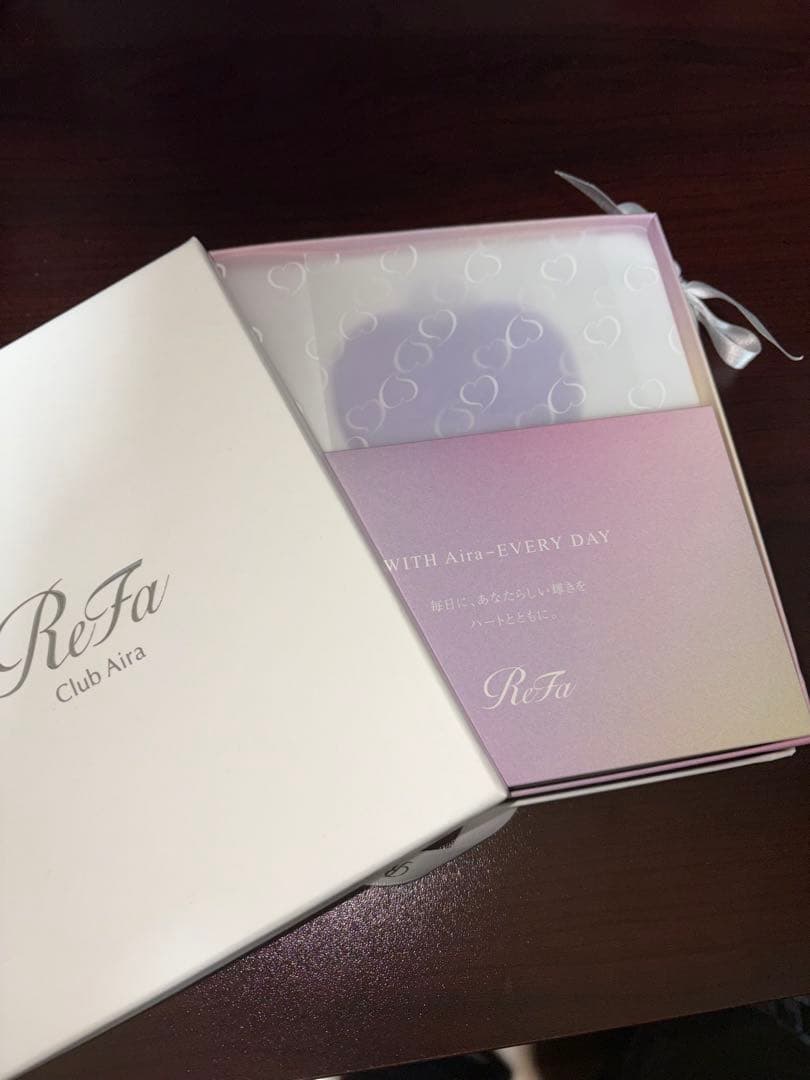 ReFa
Club Aira
WITH Aira-EVERY DAY
毎日に、あなたらしい輝きを
ハートとともに。
ReFa